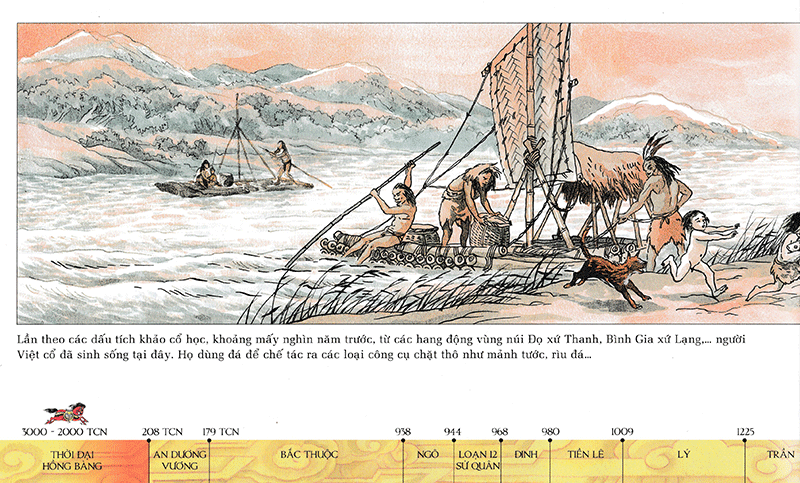 Lần theo các dấu tích khảo cổ học, khoảng mấy nghìn năm trước, từ các hang động vùng núi Đọ xứ Thanh, Bình Gia xứ Lạng,... người
Việt cổ đã sinh sống tại đây. Họ dùng đá để chế tác ra các loại công cụ chặt thô như mảnh tước, rìu đá...
3000 - 2000 TCN 208 TCN 179 TCN 938 944 968 980 1009 1225
THỜI ĐẠI AN DƯƠNG BẮC THUỘC NGÔ LOẠN 12 ĐINH TIỀN LÊ LÝ TRẦN
HỒNG BÀNG VƯƠNG SỨ QUÂN